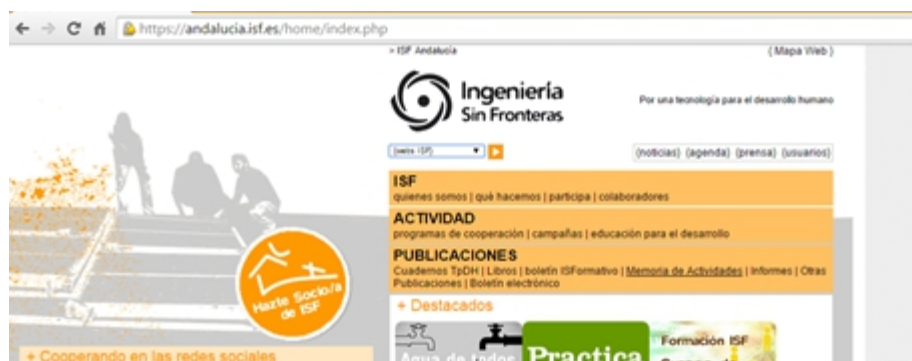 https://andalucia.isf.es/home/index.php
> ISF Andalucía
( Mapa Web )
Ingeniería
Sin Fronteras
Por una tecnología para el desarrollo humano
(webs ISF)
(noticias) (agenda) (prensa) (usuarios)
ISF
quienes somos | qué hacemos | participa | colaboradores
ACTIVIDAD
programas de cooperación | campañas | educación para el desarrollo
PUBLICACIONES
Cuadernos TpDH | Libros | boletín ISFormativo | Memoria de Actividades | Informes | Otras
Publicaciones | Boletín electrónico
Hazte Socio/a
de ISF
+ Destacados
Agua de todos
Practica
Formación ISF
+ Cooperando en las redes sociales